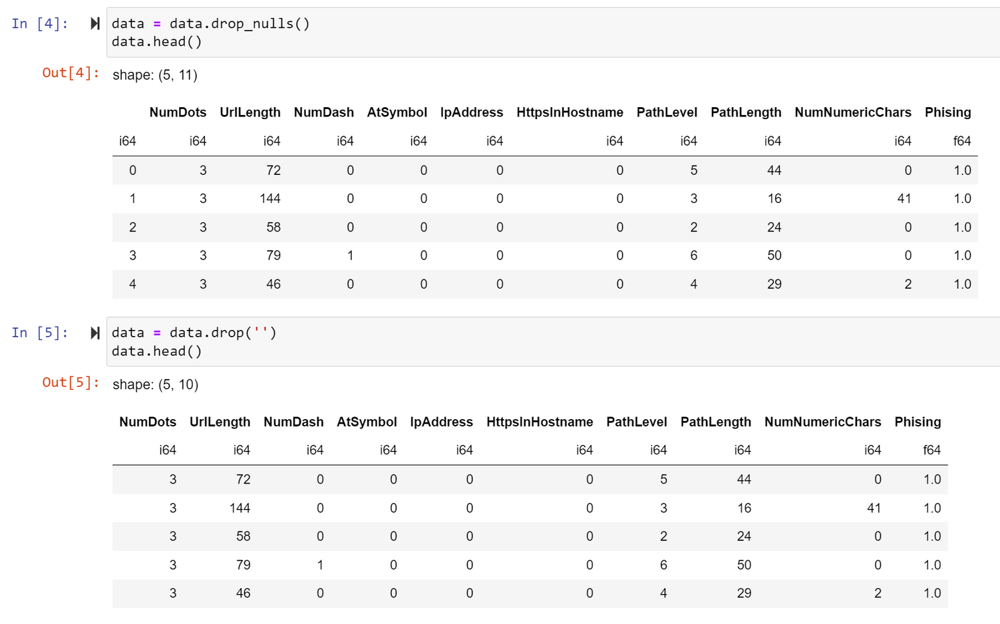 In [4]: data = data.drop_nulls()
data.head()
Out[4]: shape: (5, 11)
NumDots UrlLength NumDash AtSymbol IpAddress HttpsInHostname PathLevel PathLength NumNumericChars Phising
i64 i64 i64 i64 i64 i64 i64 i64 i64 i64 f64
0 3 72 0 0 0 0 5 44 0 1.0
1 3 144 0 0 0 0 3 16 41 1.0
2 3 58 0 0 0 0 2 24 0 1.0
3 3 79 1 0 0 0 6 50 0 1.0
4 3 46 0 0 0 0 4 29 2 1.0
In [5]: data = data.drop('')
data.head()
Out[5]: shape: (5, 10)
NumDots UrlLength NumDash AtSymbol IpAddress HttpsInHostname PathLevel PathLength NumNumericChars Phising
i64 i64 i64 i64 i64 i64 i64 i64 i64 f64
3 72 0 0 0 0 5 44 0 1.0
3 144 0 0 0 0 3 16 41 1.0
3 58 0 0 0 0 2 24 0 1.0
3 79 1 0 0 0 6 50 0 1.0
3 46 0 0 0 0 4 29 2 1.0